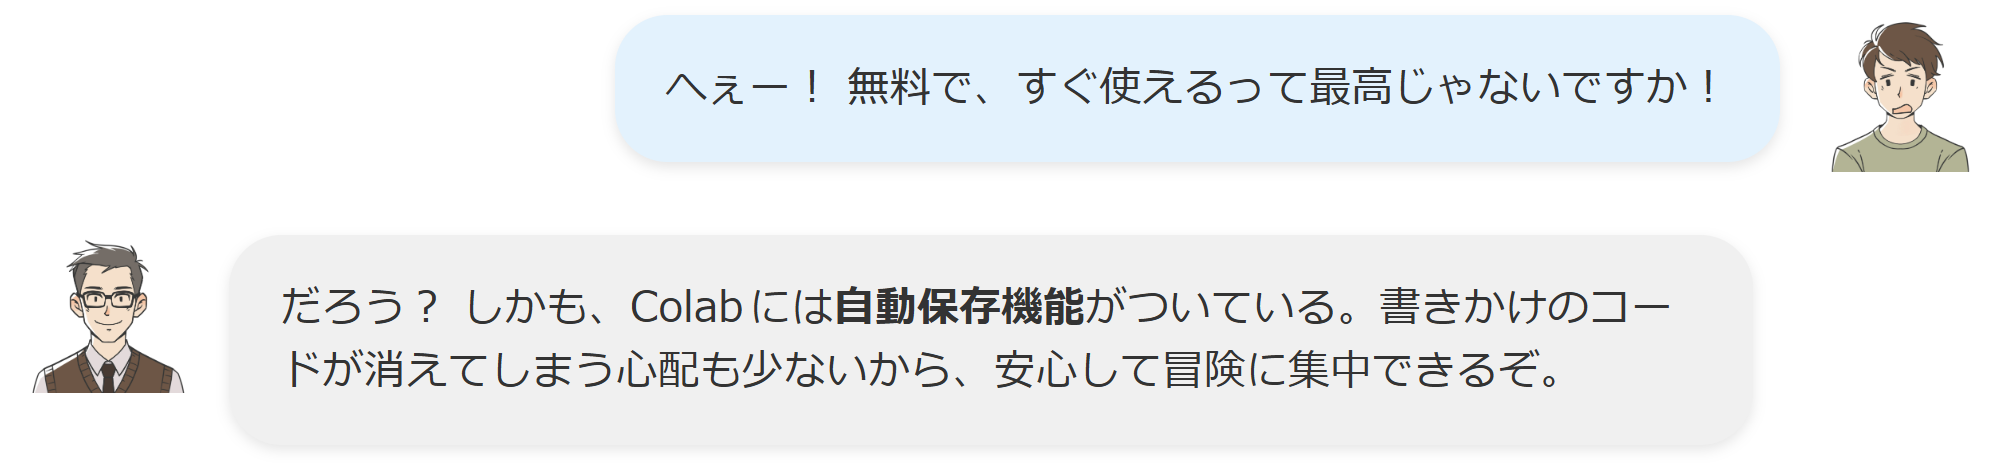 へぇー！ 無料で、すぐ使えるって最高じゃないですか！
だろう？ しかも、Colabには自動保存機能がついている。書きかけのコー
ドが消えてしまう心配も少ないから、安心して冒険に集中できるぞ。